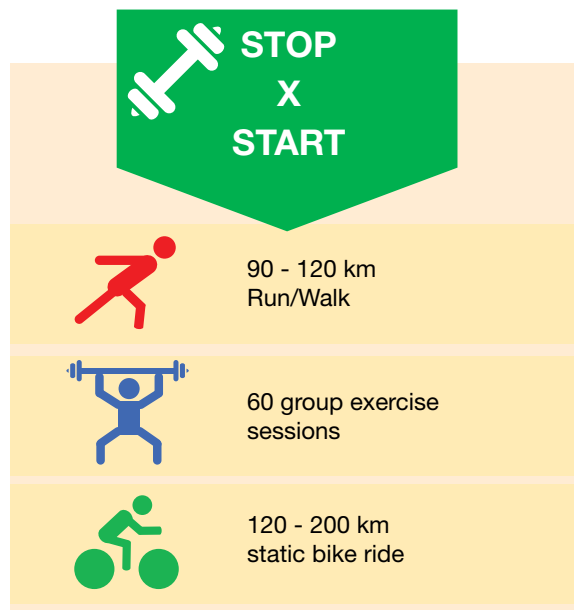 STOP
X
START
90 - 120 km
Run/Walk
60 group exercise
sessions
120 - 200 km
static bike ride